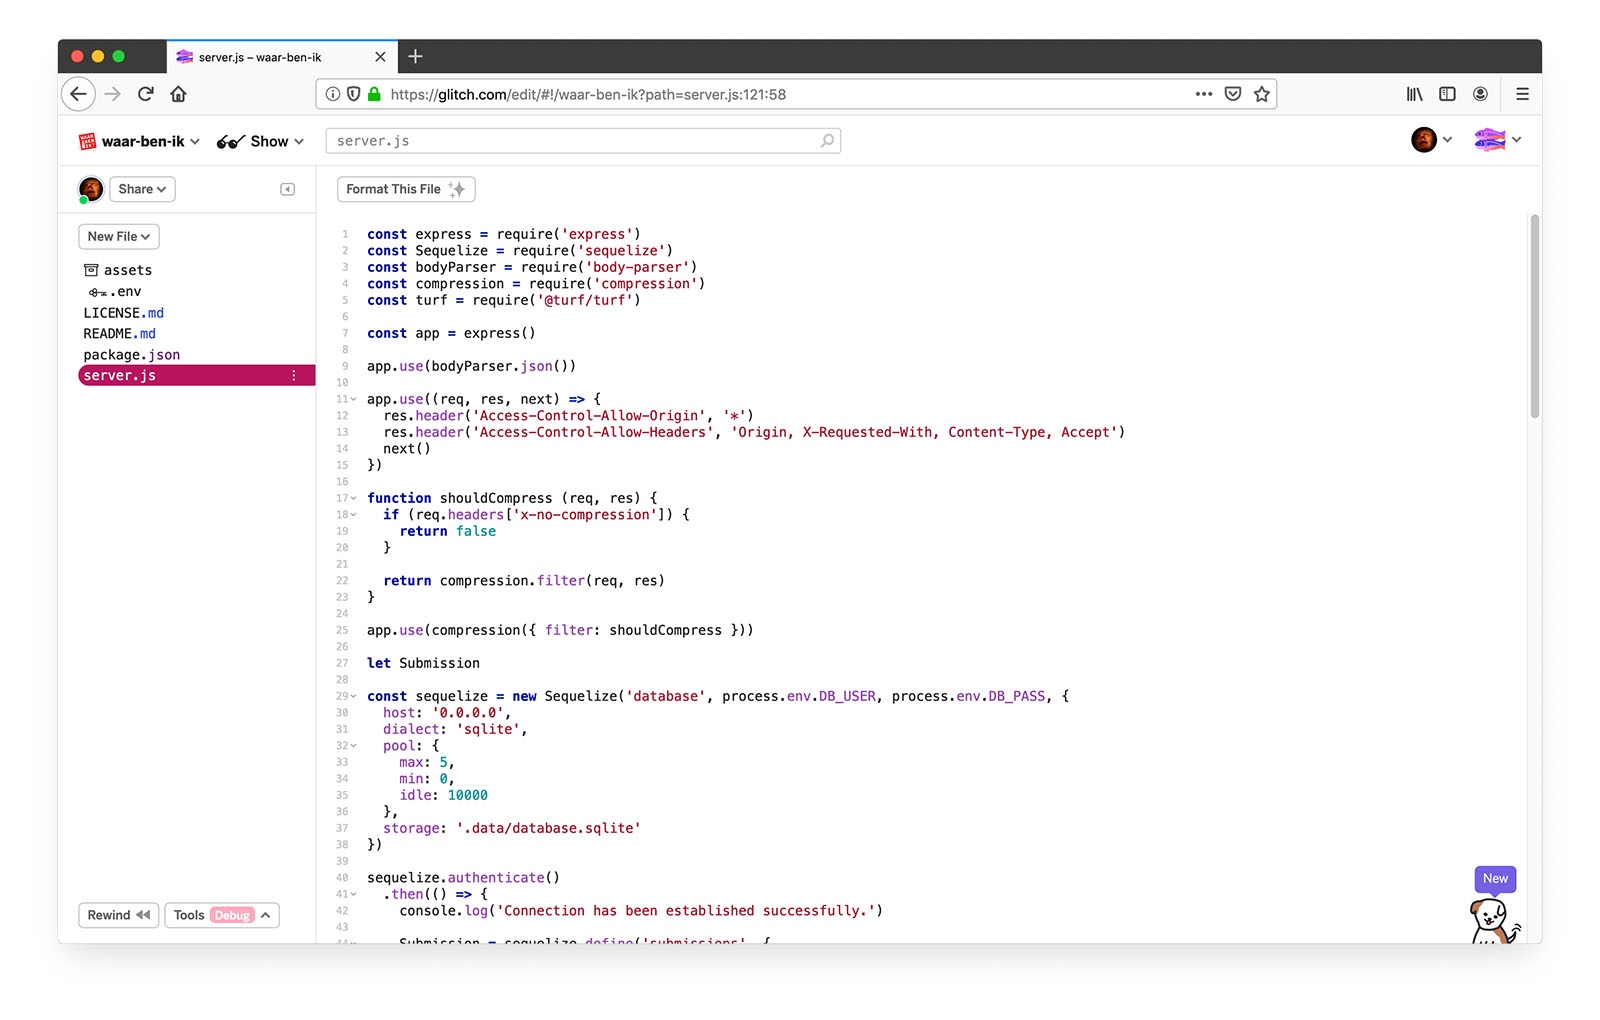 server.js – waar-ben-ik
https://glitch.com/edit/#!/waar-ben-ik?path=server.js:121:58
WAAR BEN IK? waar-ben-ik Show server.js
Share Format This File
New File
assets
.env
LICENSE.md
README.md
package.json
server.js
1 const express = require('express')
2 const Sequelize = require('sequelize')
3 const bodyParser = require('body-parser')
4 const compression = require('compression')
5 const turf = require('@turf/turf')
6
7 const app = express()
8
9 app.use(bodyParser.json())
10
11 app.use((req, res, next) => {
12 res.header('Access-Control-Allow-Origin', '*')
13 res.header('Access-Control-Allow-Headers', 'Origin, X-Requested-With, Content-Type, Accept')
14 next()
15 })
16
17 function shouldCompress (req, res) {
18 if (req.headers['x-no-compression']) {
19 return false
20 }
21
22 return compression.filter(req, res)
23 }
24
25 app.use(compression({ filter: shouldCompress }))
26
27 let Submission
28
29 const sequelize = new Sequelize('database', process.env.DB_USER, process.env.DB_PASS, {
30 host: '0.0.0.0',
31 dialect: 'sqlite',
32 pool: {
33 max: 5,
34 min: 0,
35 idle: 10000
36 },
37 storage: '.data/database.sqlite'
38 })
39
40 sequelize.authenticate()
41 .then(() => {
42 console.log('Connection has been established successfully.')
43
44 Submission = sequelize.define('submissions', {
Rewind Tools Debug
New